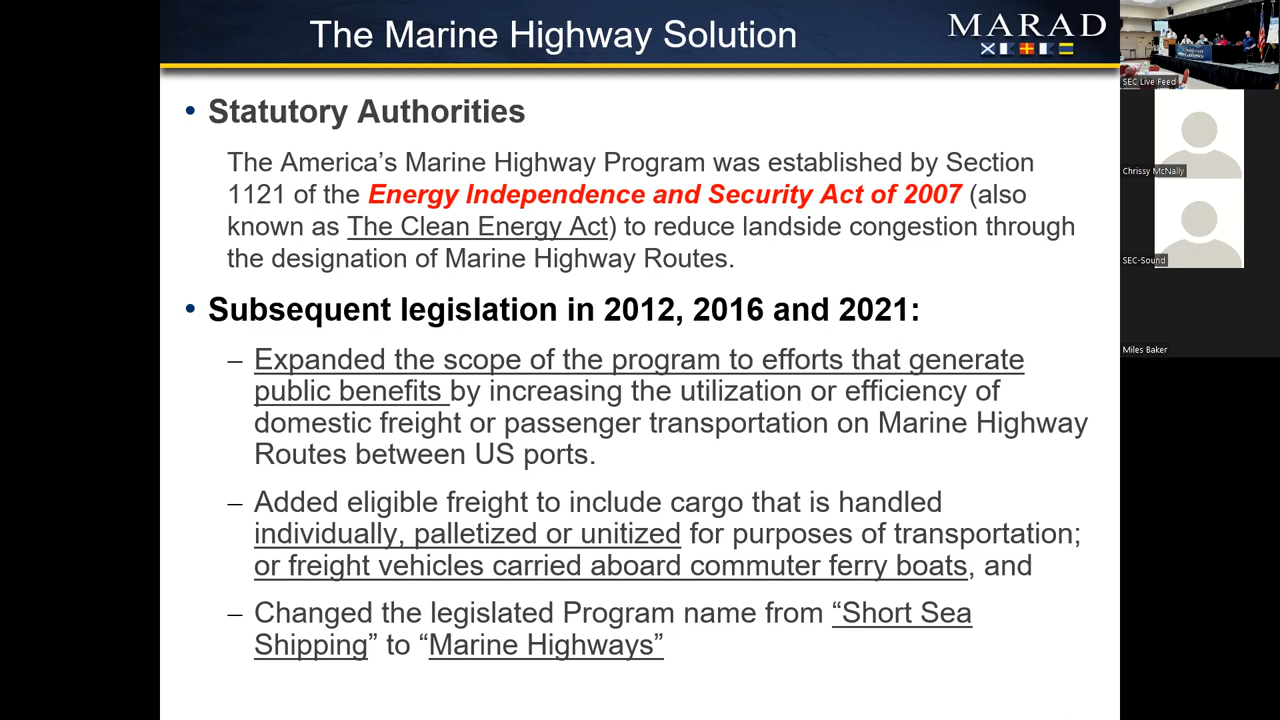 The Marine Highway Solution
MARAD
• Statutory Authorities
The America’s Marine Highway Program was established by Section
1121 of the Energy Independence and Security Act of 2007 (also
known as The Clean Energy Act) to reduce landside congestion through
the designation of Marine Highway Routes.
• Subsequent legislation in 2012, 2016 and 2021:
– Expanded the scope of the program to efforts that generate
public benefits by increasing the utilization or efficiency of
domestic freight or passenger transportation on Marine Highway
Routes between US ports.
– Added eligible freight to include cargo that is handled
individually, palletized or unitized for purposes of transportation;
or freight vehicles carried aboard commuter ferry boats, and
– Changed the legislated Program name from “Short Sea
Shipping” to “Marine Highways”
SEC Live Feed
Chrissy McNally
SEC-Sound
Miles Baker